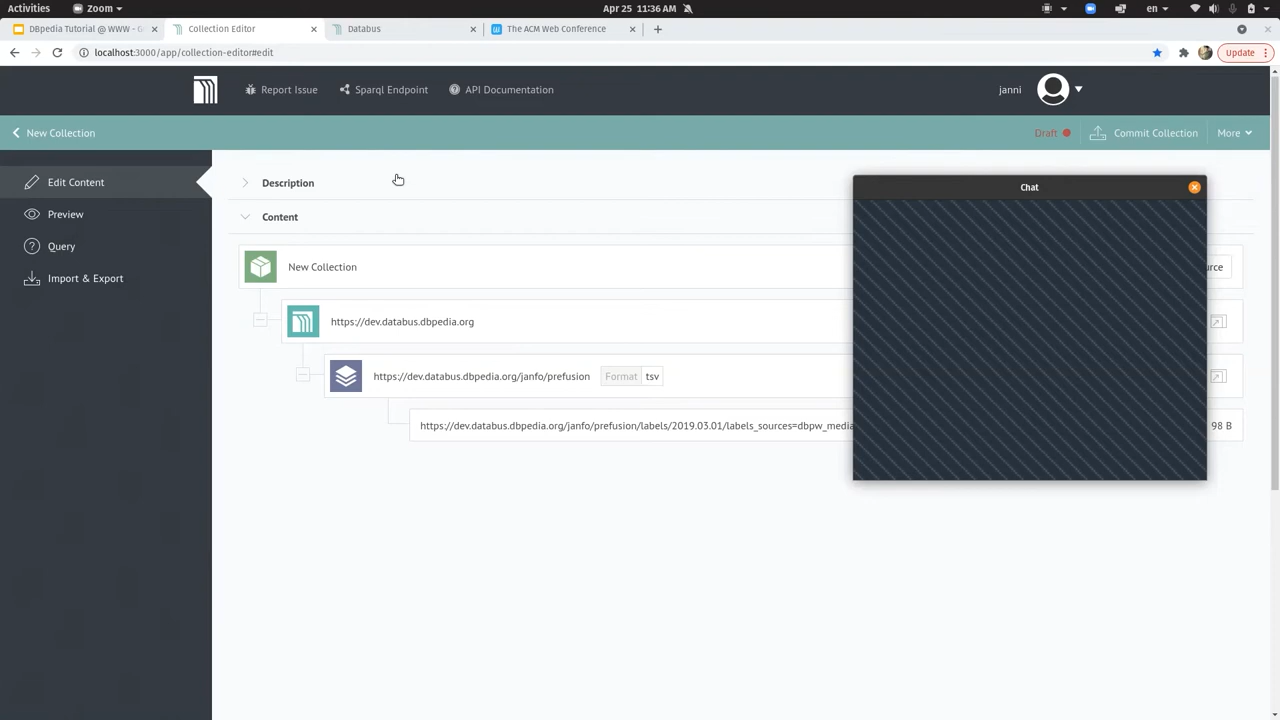 Activities
Zoom
Apr 25 11:36 AM
en
DBpedia Tutorial @ WWW - G
Collection Editor
Databus
The ACM Web Conference
localhost:3000/app/collection-editor#edit
Update
Report Issue
Sparql Endpoint
API Documentation
janni
New Collection
Draft
Commit Collection
More
Edit Content
Preview
Query
Import & Export
Description
Content
Chat
New Collection
urce
https://dev.databus.dbpedia.org
https://dev.databus.dbpedia.org/janfo/prefusion Format tsv
https://dev.databus.dbpedia.org/janfo/prefusion/labels/2019.03.01/labels_sources=dbpw_media
98 B